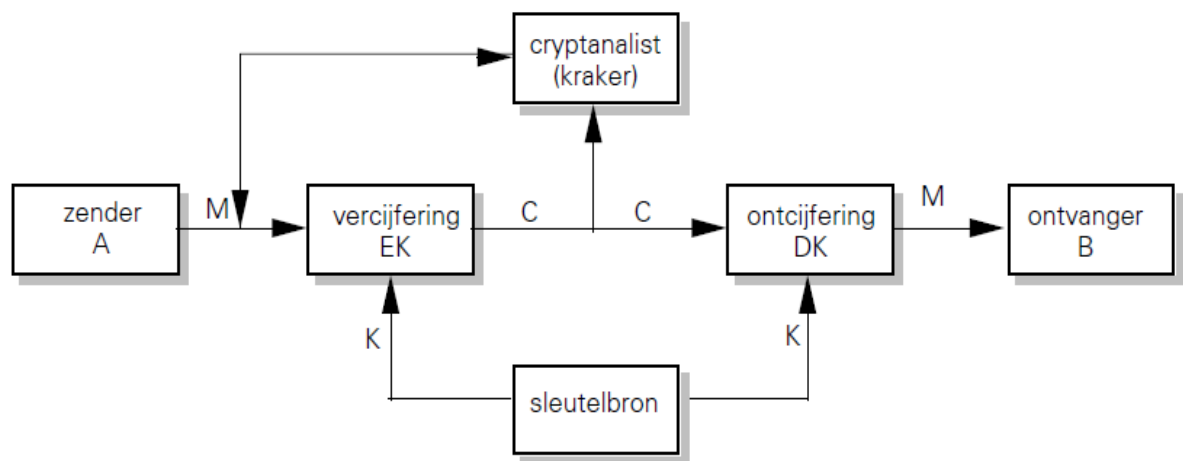 cryptanalist
(kraker)
zender
A
M
vercijfering
EK
C
C
ontcijfering
DK
M
ontvanger
B
K
K
sleutelbron